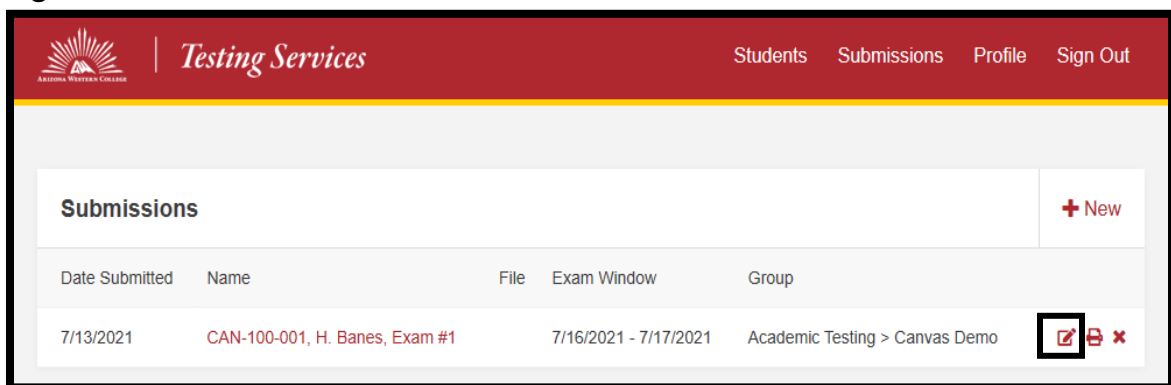 ARIZONA WESTERN COLLEGE
Testing Services
Students Submissions Profile Sign Out
Submissions
New
Date Submitted Name File Exam Window Group
7/13/2021 CAN-100-001, H. Banes, Exam #1 7/16/2021 - 7/17/2021 Academic Testing > Canvas Demo